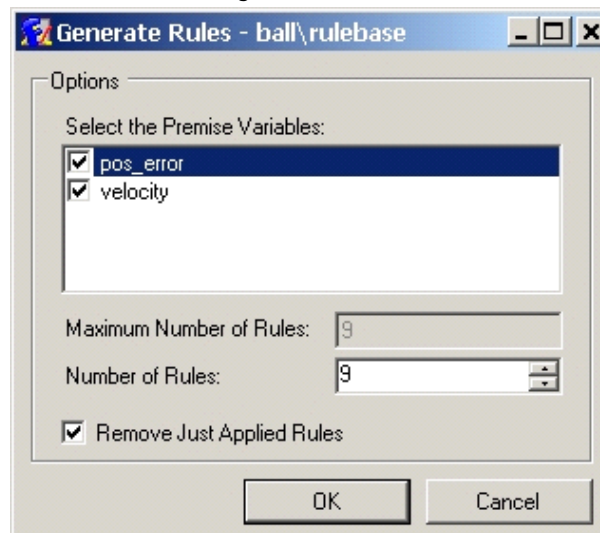 Generate Rules - ball\rulebase
Options
Select the Premise Variables:
pos_error
velocity
Maximum Number of Rules: 9
Number of Rules: 9
Remove Just Applied Rules
OK Cancel